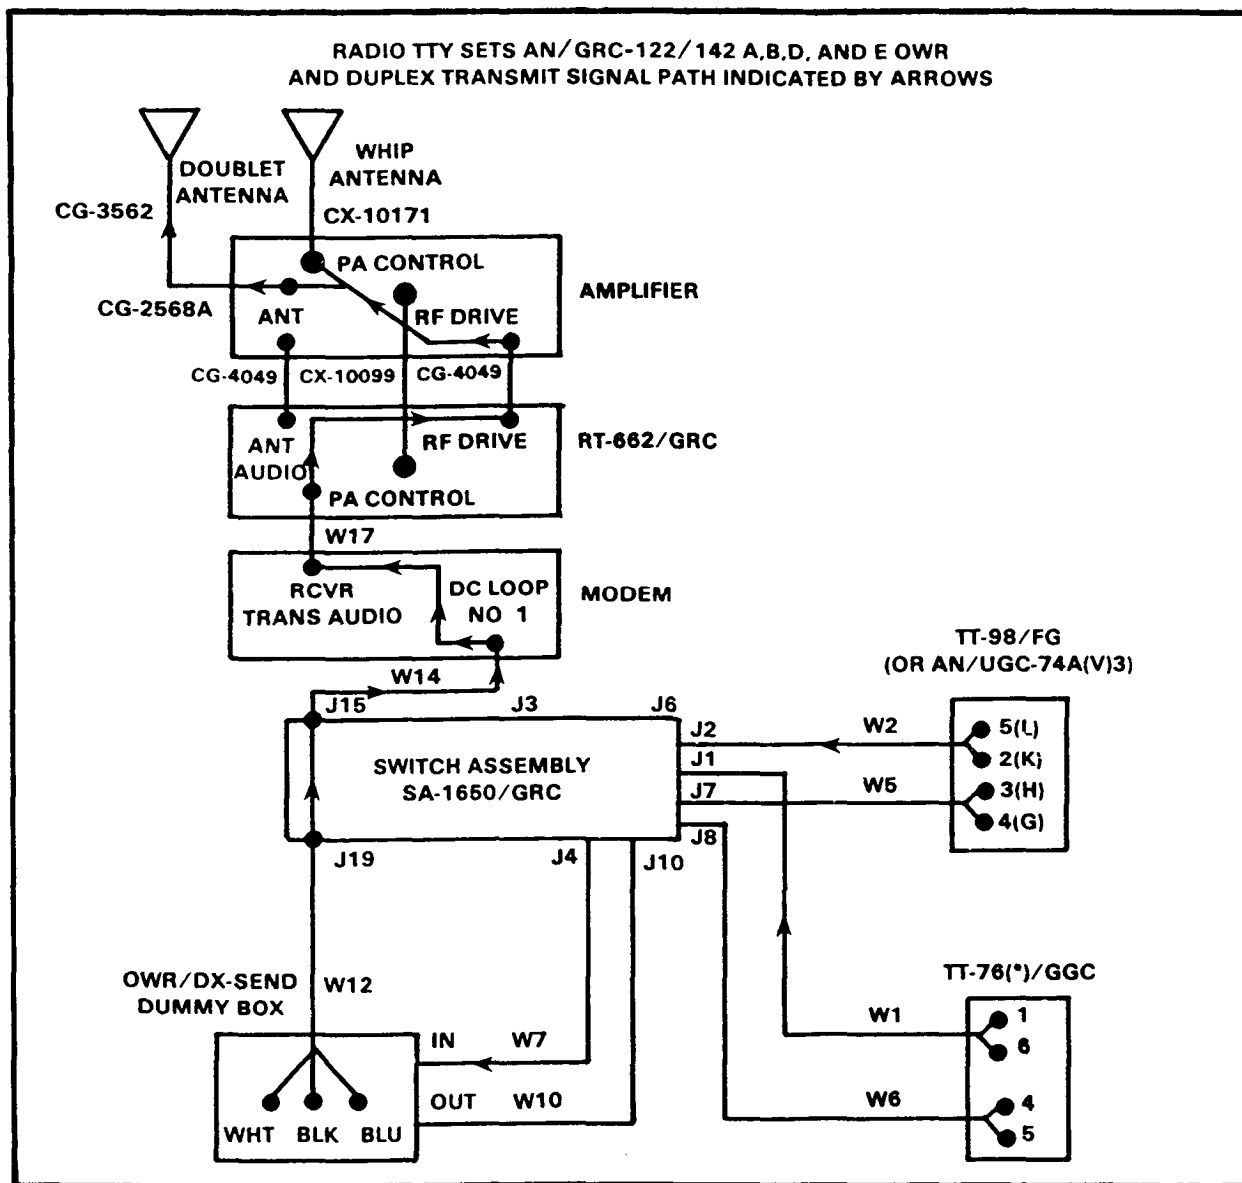 RADIO TTY SETS AN/GRC-122/142 A,B,D, AND E OWR
AND DUPLEX TRANSMIT SIGNAL PATH INDICATED BY ARROWS
DOUBLET
ANTENNA
WHIP
ANTENNA
CG-3562
CX-10171
PA CONTROL
AMPLIFIER
CG-2568A
ANT
RF DRIVE
CG-4049
CX-10099
CG-4049
ANT
AUDIO
RF DRIVE
RT-662/GRC
PA CONTROL
W17
RCVR
TRANS AUDIO
DC LOOP
NO 1
MODEM
W14
TT-98/FG
(OR AN/UGC-74A(V)3)
J15
J3
J6
J2
W2
5(L)
2(K)
J1
SWITCH ASSEMBLY
SA-1650/GRC
J7
W5
3(H)
4(G)
J8
J19
J4
J10
OWR/DX-SEND
DUMMY BOX
W12
TT-76(*)/GGC
IN
W7
W1
1
6
OUT
W10
W6
4
5
WHT
BLK
BLU